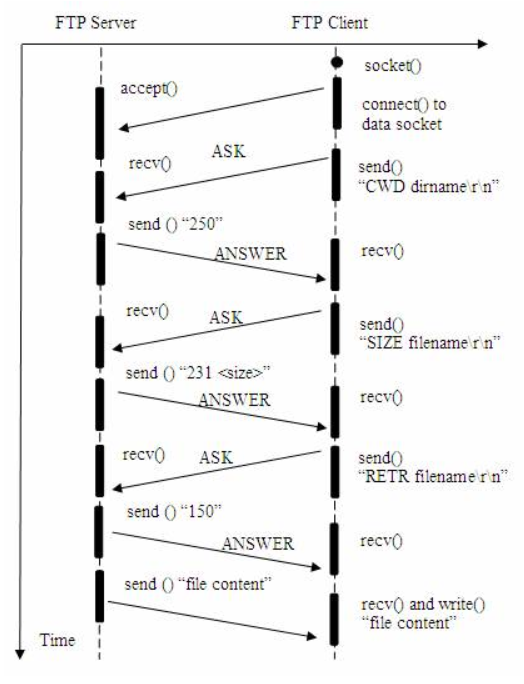 FTP Server FTP Client
socket()
accept()
connect() to
data socket
ASK
recv()
send()
“CWD dirname\r\n”
send () “250”
ANSWER
recv()
recv()
ASK
send()
“SIZE filename\r\n”
send () “231 <size>”
ANSWER
recv()
recv()
ASK
send()
“RETR filename\r\n”
send () “150”
ANSWER
recv()
send () “file content”
recv() and write()
“file content”
Time